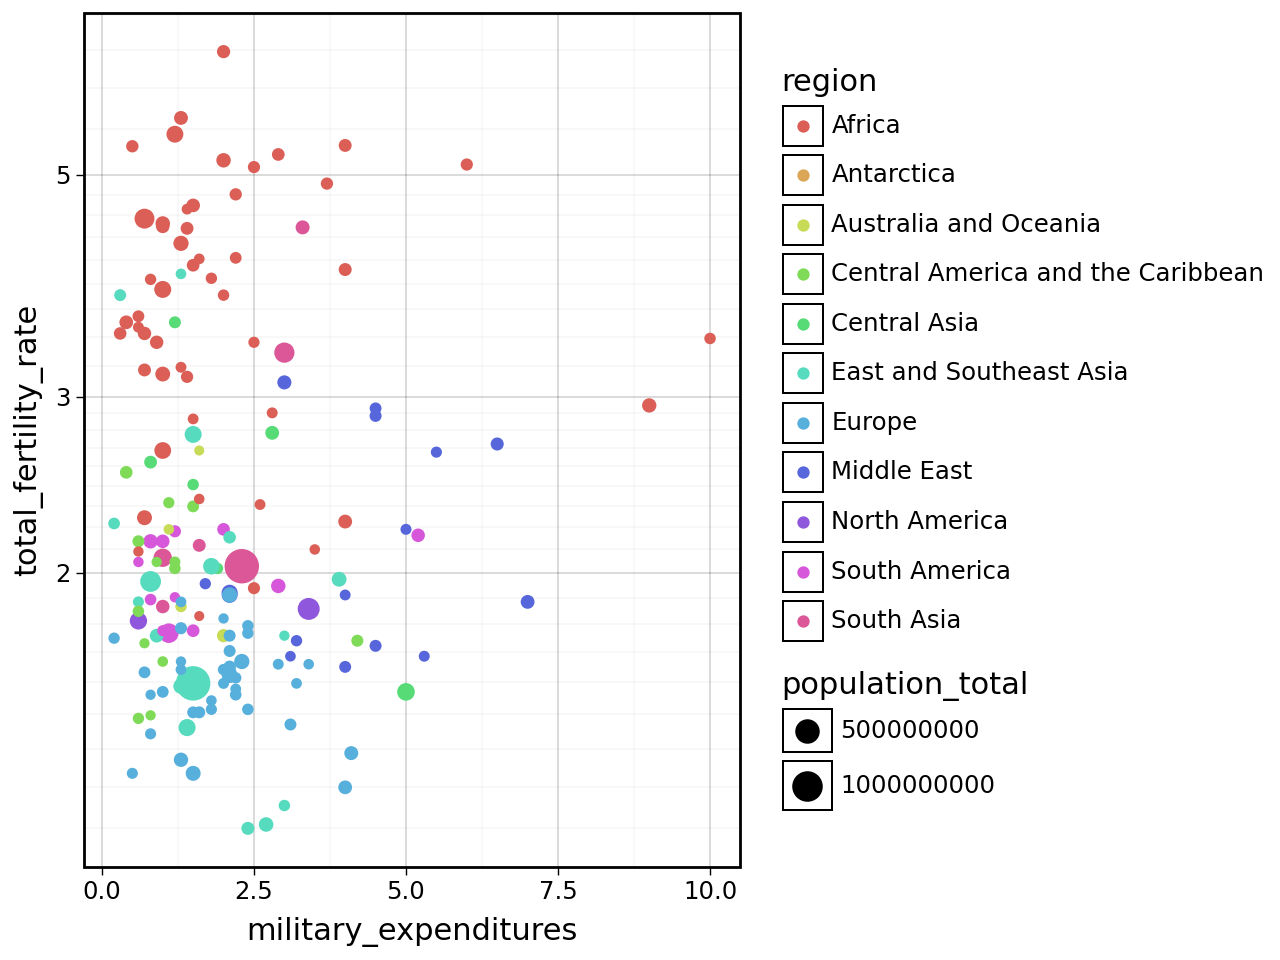 total_fertility_rate
5
3
2
0.0 2.5 5.0 7.5 10.0
military_expenditures
region
Africa
Antarctica
Australia and Oceania
Central America and the Caribbean
Central Asia
East and Southeast Asia
Europe
Middle East
North America
South America
South Asia
population_total
500000000
1000000000